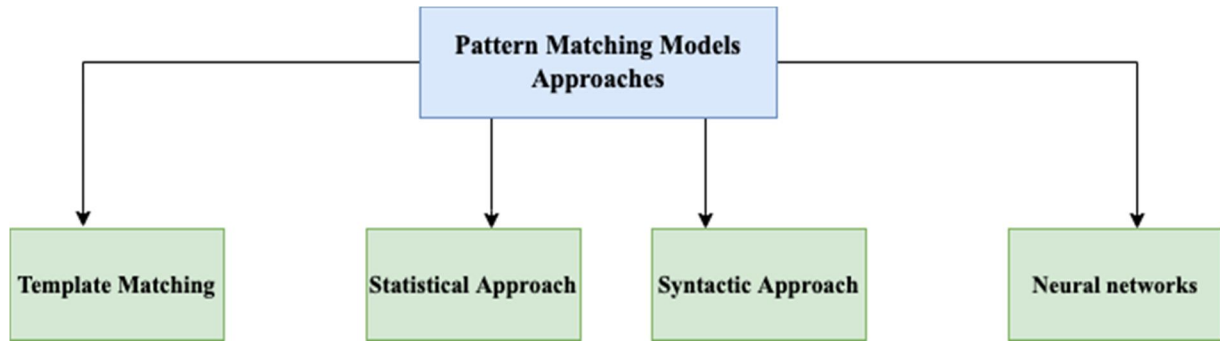 Pattern Matching Models
Approaches
Template Matching
Statistical Approach
Syntactic Approach
Neural networks